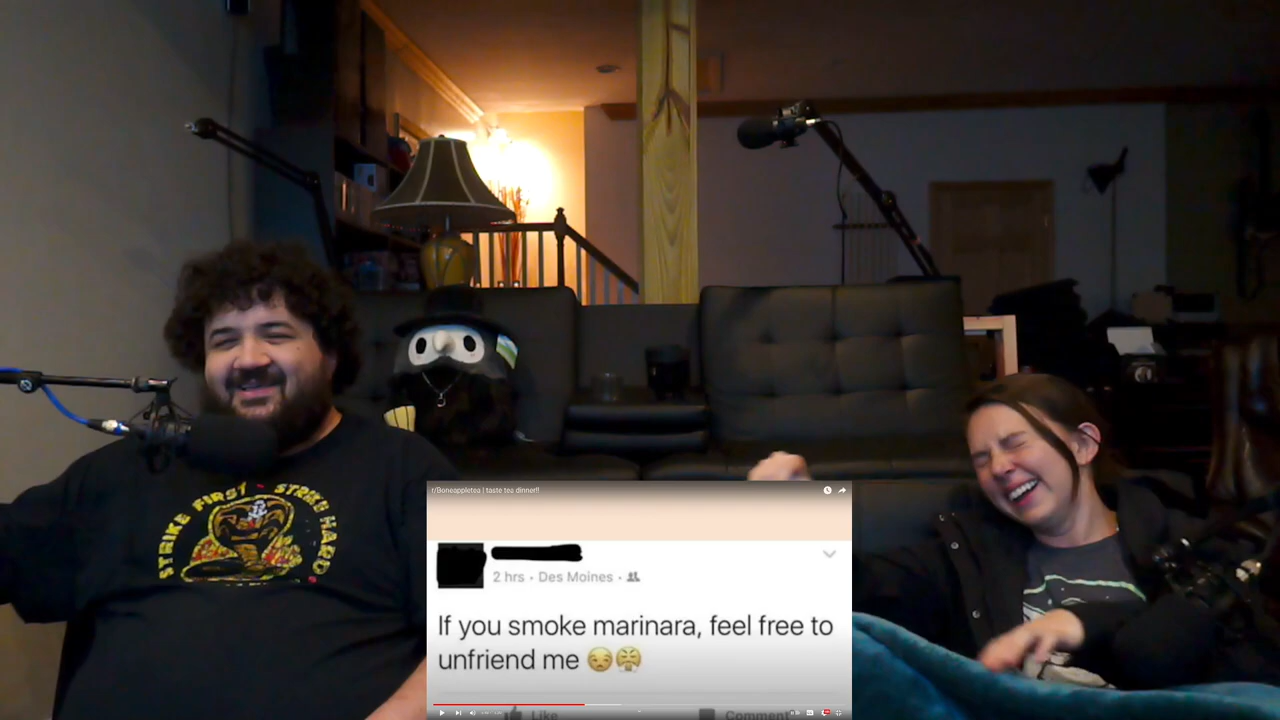 STRIKE FIRST • STRIKE HARD
r/Boneappletea | taste tea dinner!!
2 hrs • Des Moines •
If you smoke marinara, feel free to
unfriend me 😒😤
Like
Comment